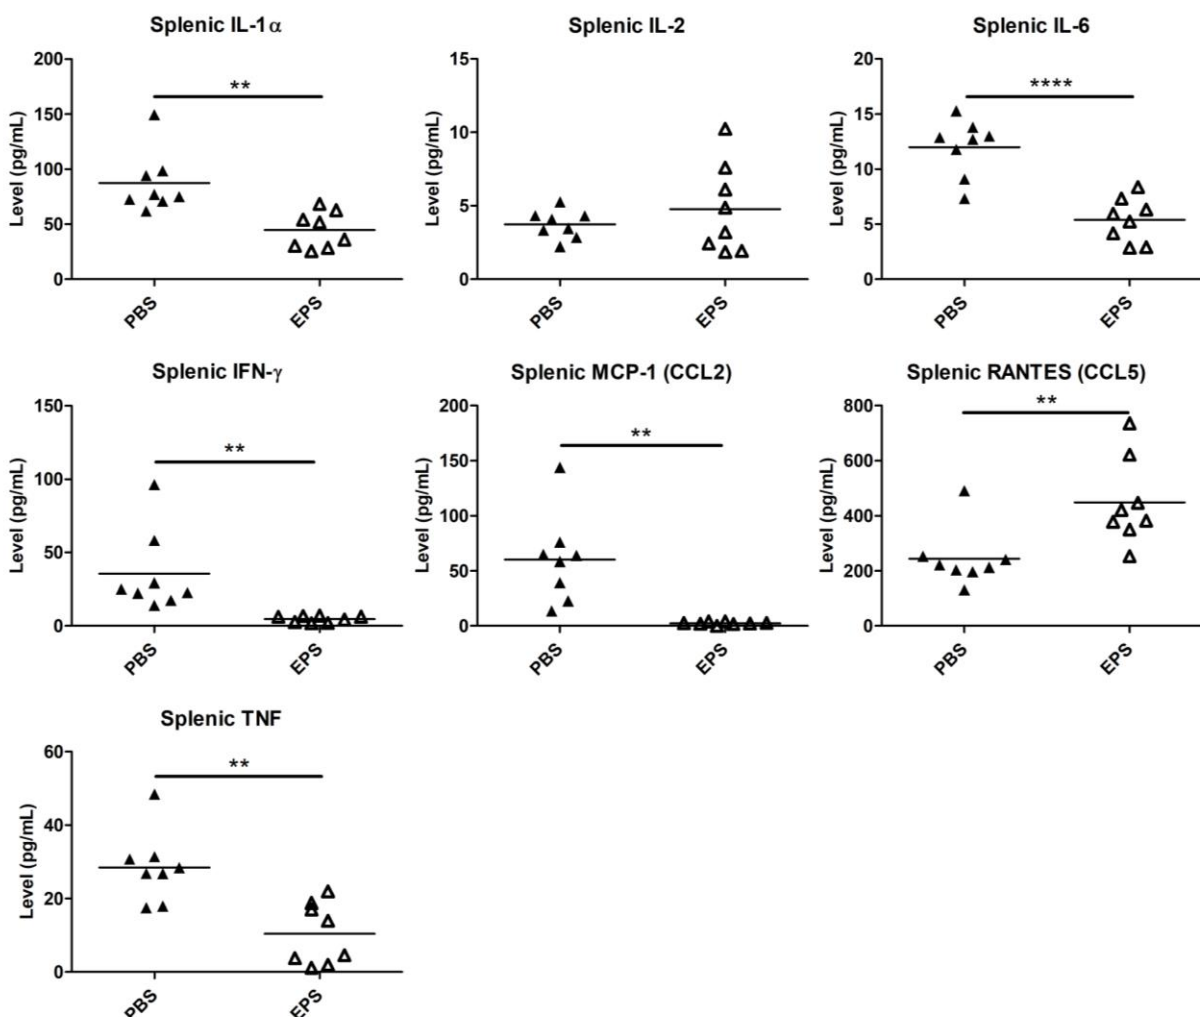 Splenic IL-1α
Splenic IL-2
Splenic IL-6
200
150
100
50
0
Level (pg/mL)
**
PBS
EPS
15
10
5
0
Level (pg/mL)
PBS
EPS
20
15
10
5
0
Level (pg/mL)
****
PBS
EPS
Splenic IFN-γ
Splenic MCP-1 (CCL2)
Splenic RANTES (CCL5)
150
100
50
0
Level (pg/mL)
**
PBS
EPS
200
150
100
50
0
Level (pg/mL)
**
PBS
EPS
800
600
400
200
0
Level (pg/mL)
**
PBS
EPS
Splenic TNF
60
40
20
0
Level (pg/mL)
**
PBS
EPS